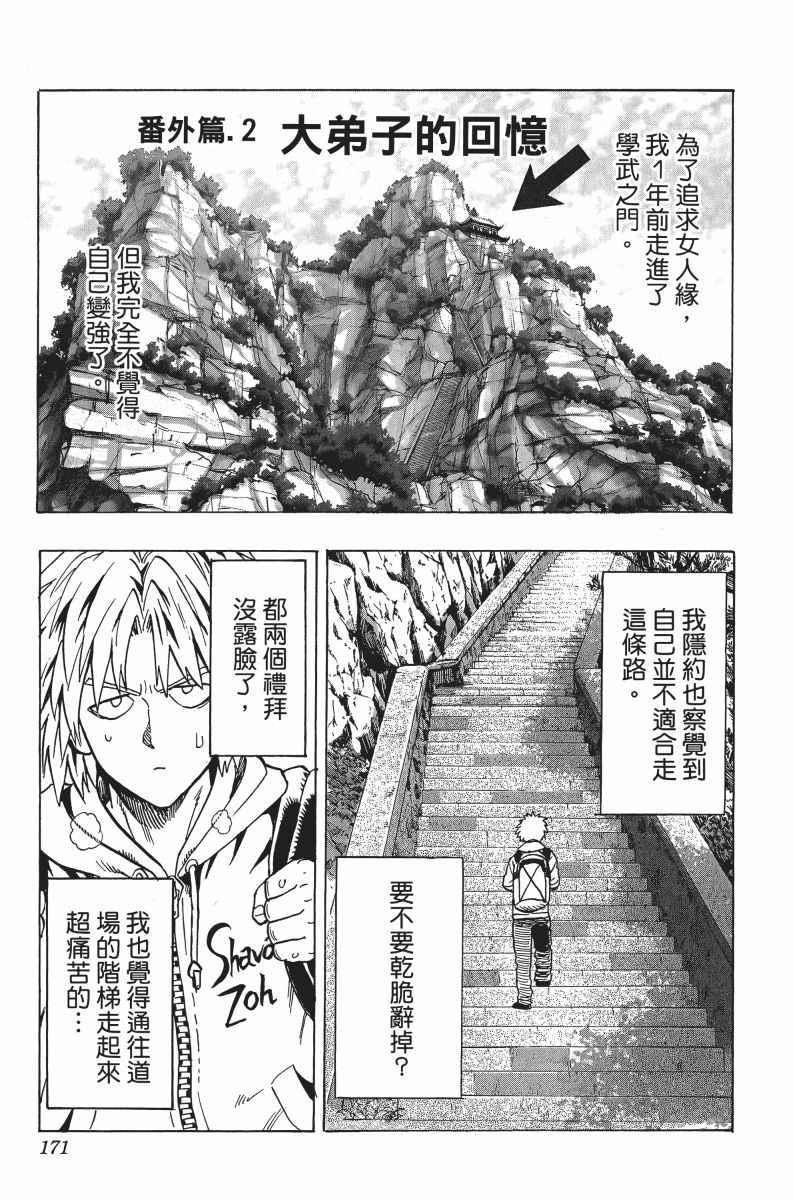 番外篇.2 大弟子的回憶
為了追求女人緣，
我1年前走進了
學武之門。
但我完全不覺得
自己變強了。
我隱約也察覺到
自己並不適合走
這條路。
要不要乾脆辭掉？
都兩個禮拜
沒露臉了，
我也覺得通往道
場的階梯走起來
超痛苦的…
Shava
Zoh
171